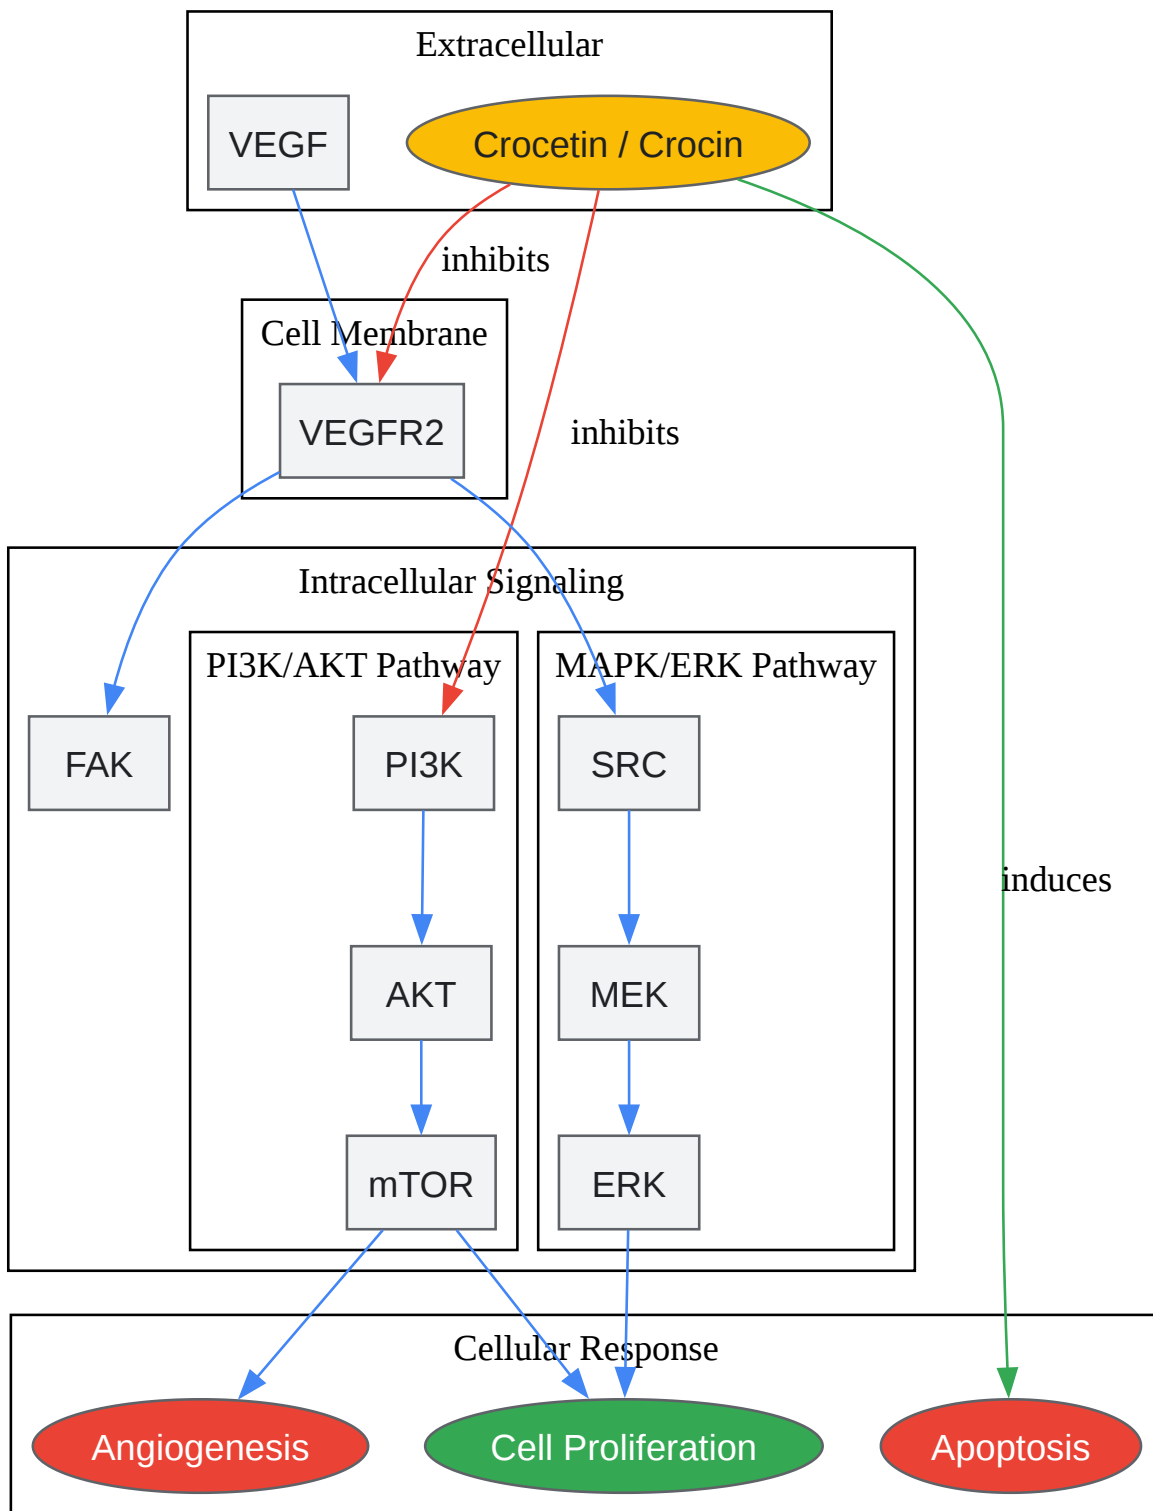 Extracellular
VEGF
Crocetin / Crocin
inhibits
Cell Membrane
VEGFR2
inhibits
Intracellular Signaling
PI3K/AKT Pathway
MAPK/ERK Pathway
FAK
PI3K
SRC
induces
AKT
MEK
mTOR
ERK
Cellular Response
Angiogenesis
Cell Proliferation
Apoptosis